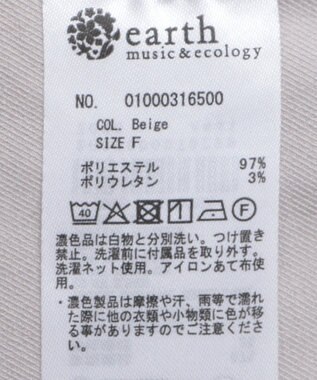 earth
music&ecology
NO. 01000316500
COL. Beige
SIZE F
ポリエステル 97%
ポリウレタン 3%
40 F
濃色品は白物と分別洗い。つけ置き
禁止。洗濯前に付属品を取り外す。
洗濯ネット使用。アイロンあて布使
用。
・濃色製品は摩擦や汗、雨等で濡れ
た際に他の衣類や小物類に色が移
る事がありますのでご注意くださ
い。